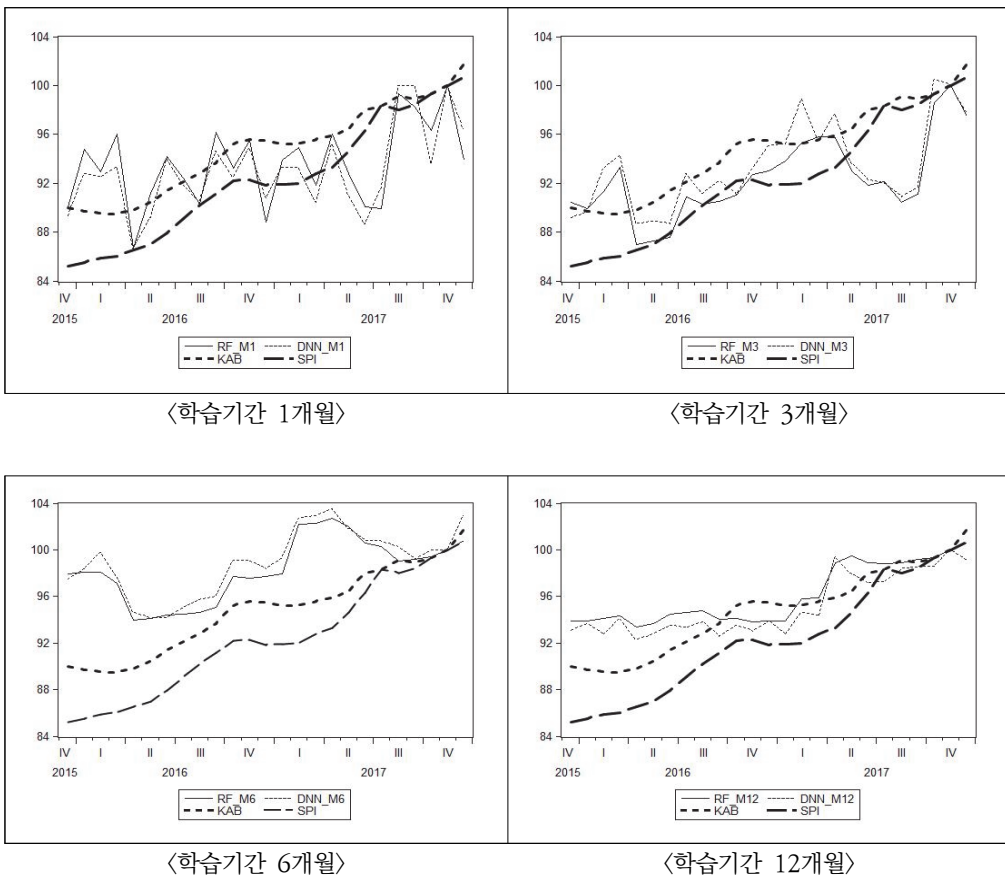 104
100
96
92
88
84
IV I II III IV I II III IV
2015 2016 2017
RF_M1 DNN_M1
KAB SPI
〈학습기간 1개월〉
104
100
96
92
88
84
IV I II III IV I II III IV
2015 2016 2017
RF_M3 DNN_M3
KAB SPI
〈학습기간 3개월〉
104
100
96
92
88
84
IV I II III IV I II III IV
2015 2016 2017
RF_M6 DNN_M6
KAB SPI
〈학습기간 6개월〉
104
100
96
92
88
84
IV I II III IV I II III IV
2015 2016 2017
RF_M12 DNN_M12
KAB SPI
〈학습기간 12개월〉